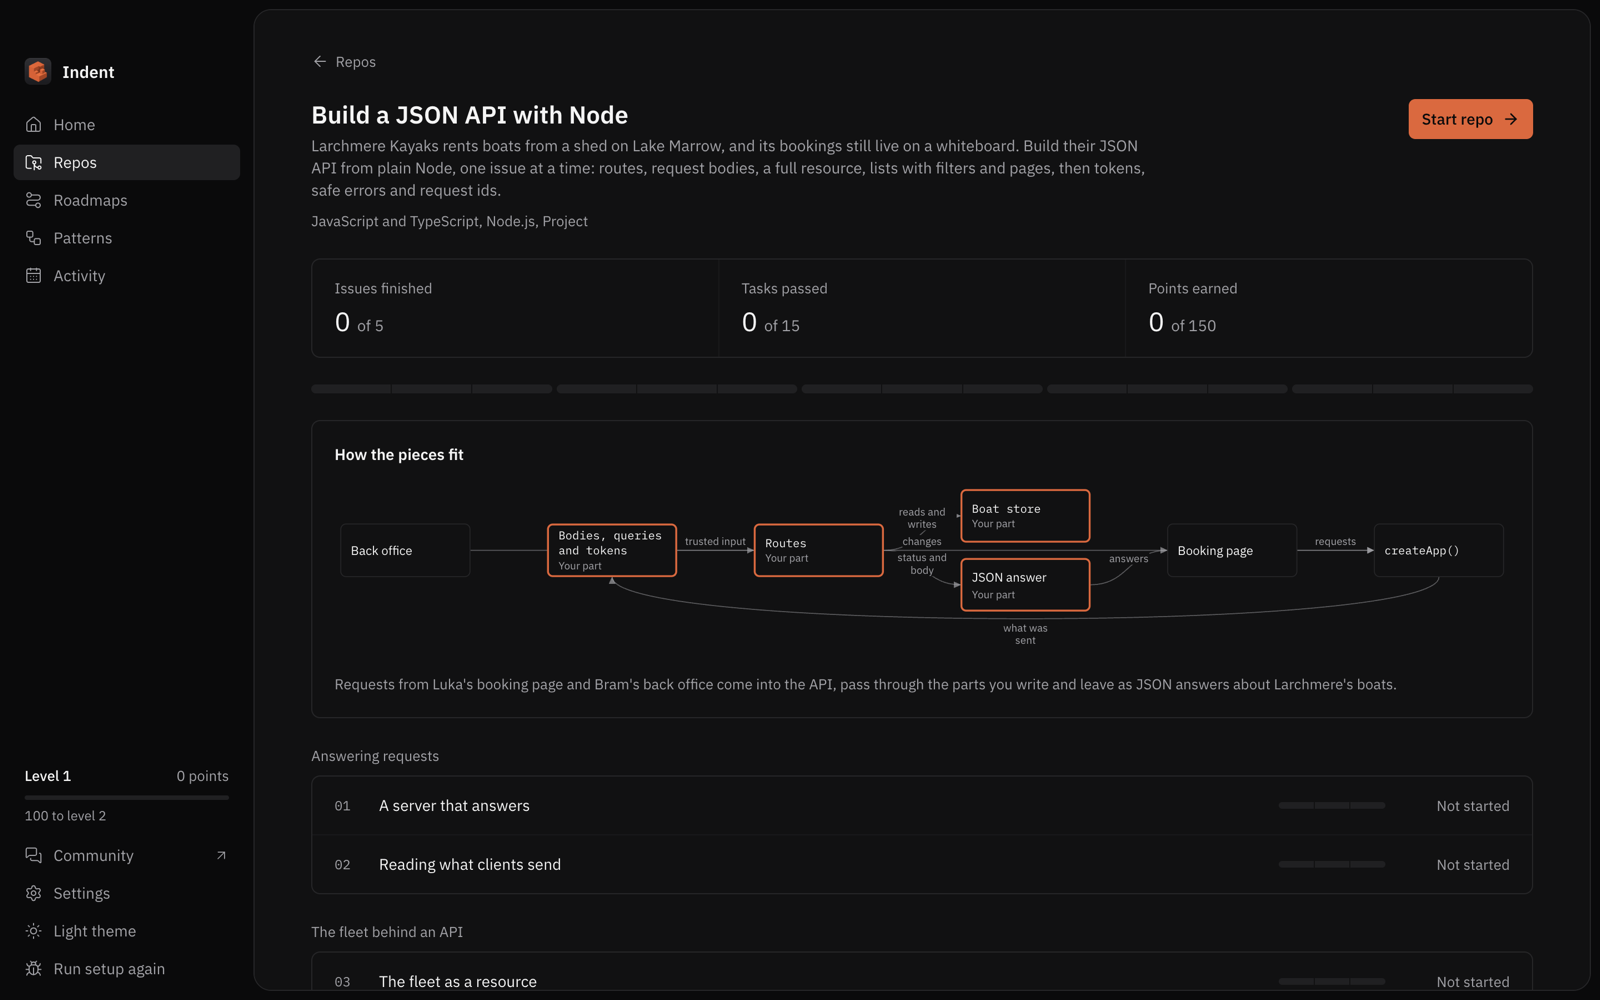 Indent
Home
Repos
Roadmaps
Patterns
Activity
Level 1
0 points
100 to level 2
Community
Settings
Light theme
Run setup again
Repos
Build a JSON API with Node
Start repo
Larchmere Kayaks rents boats from a shed on Lake Marrow, and its bookings still live on a whiteboard. Build their JSON
API from plain Node, one issue at a time: routes, request bodies, a full resource, lists with filters and pages, then tokens,
safe errors and request ids.
JavaScript and TypeScript, Node.js, Project
Issues finished
0 of 5
Tasks passed
0 of 15
Points earned
0 of 150
How the pieces fit
Back office
Bodies, queries
and tokens
Your part
trusted input
Routes
Your part
reads and
writes
changes
status and
body
Boat store
Your part
JSON answer
Your part
answers
Booking page
requests
createApp()
what was
sent
Requests from Luka's booking page and Bram's back office come into the API, pass through the parts you write and leave as JSON answers about Larchmere's boats.
Answering requests
01 A server that answers Not started
02 Reading what clients send Not started
The fleet behind an API
03 The fleet as a resource Not started